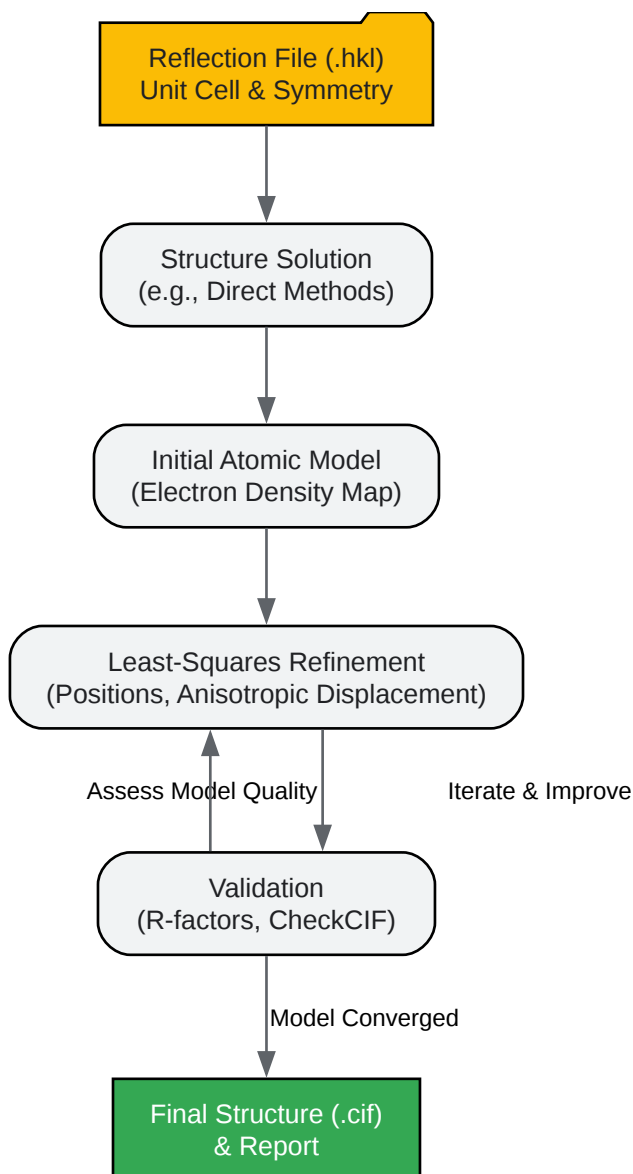 Reflection File (.hkl)
Unit Cell & Symmetry
Structure Solution
(e.g., Direct Methods)
Initial Atomic Model
(Electron Density Map)
Least-Squares Refinement
(Positions, Anisotropic Displacement)
Assess Model Quality
Iterate & Improve
Validation
(R-factors, CheckCIF)
Model Converged
Final Structure (.cif)
& Report